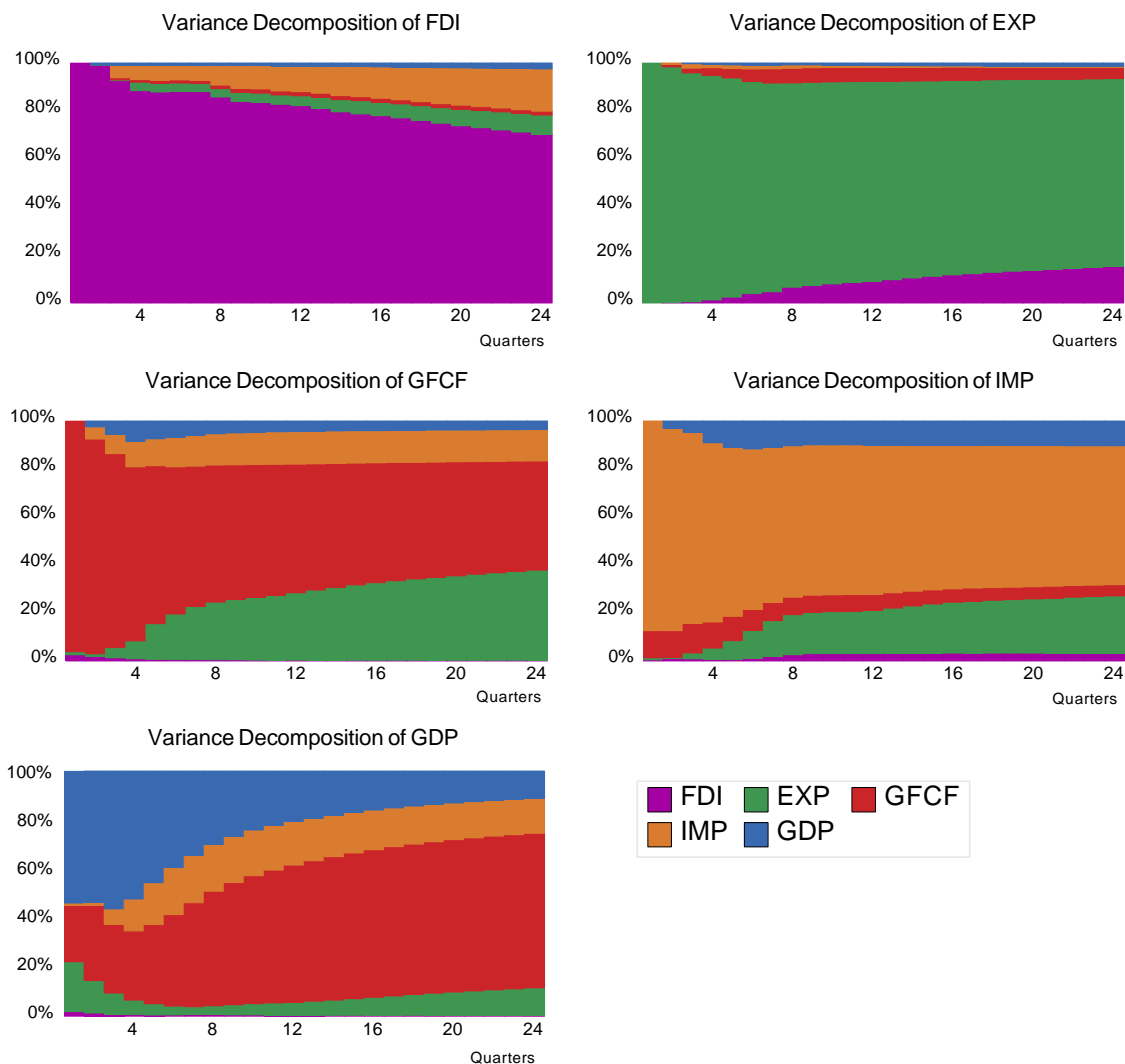 Variance Decomposition of FDI
100%
80%
60%
40%
20%
0%
4 8 12 16 20 24
Quarters
Variance Decomposition of EXP
100%
80%
60%
40%
20%
0%
4 8 12 16 20 24
Quarters
Variance Decomposition of GFCF
100%
80%
60%
40%
20%
0%
4 8 12 16 20 24
Quarters
Variance Decomposition of IMP
100%
80%
60%
40%
20%
0%
4 8 12 16 20 24
Quarters
Variance Decomposition of GDP
100%
80%
60%
40%
20%
0%
4 8 12 16 20 24
Quarters
FDI EXP GFCF
IMP GDP